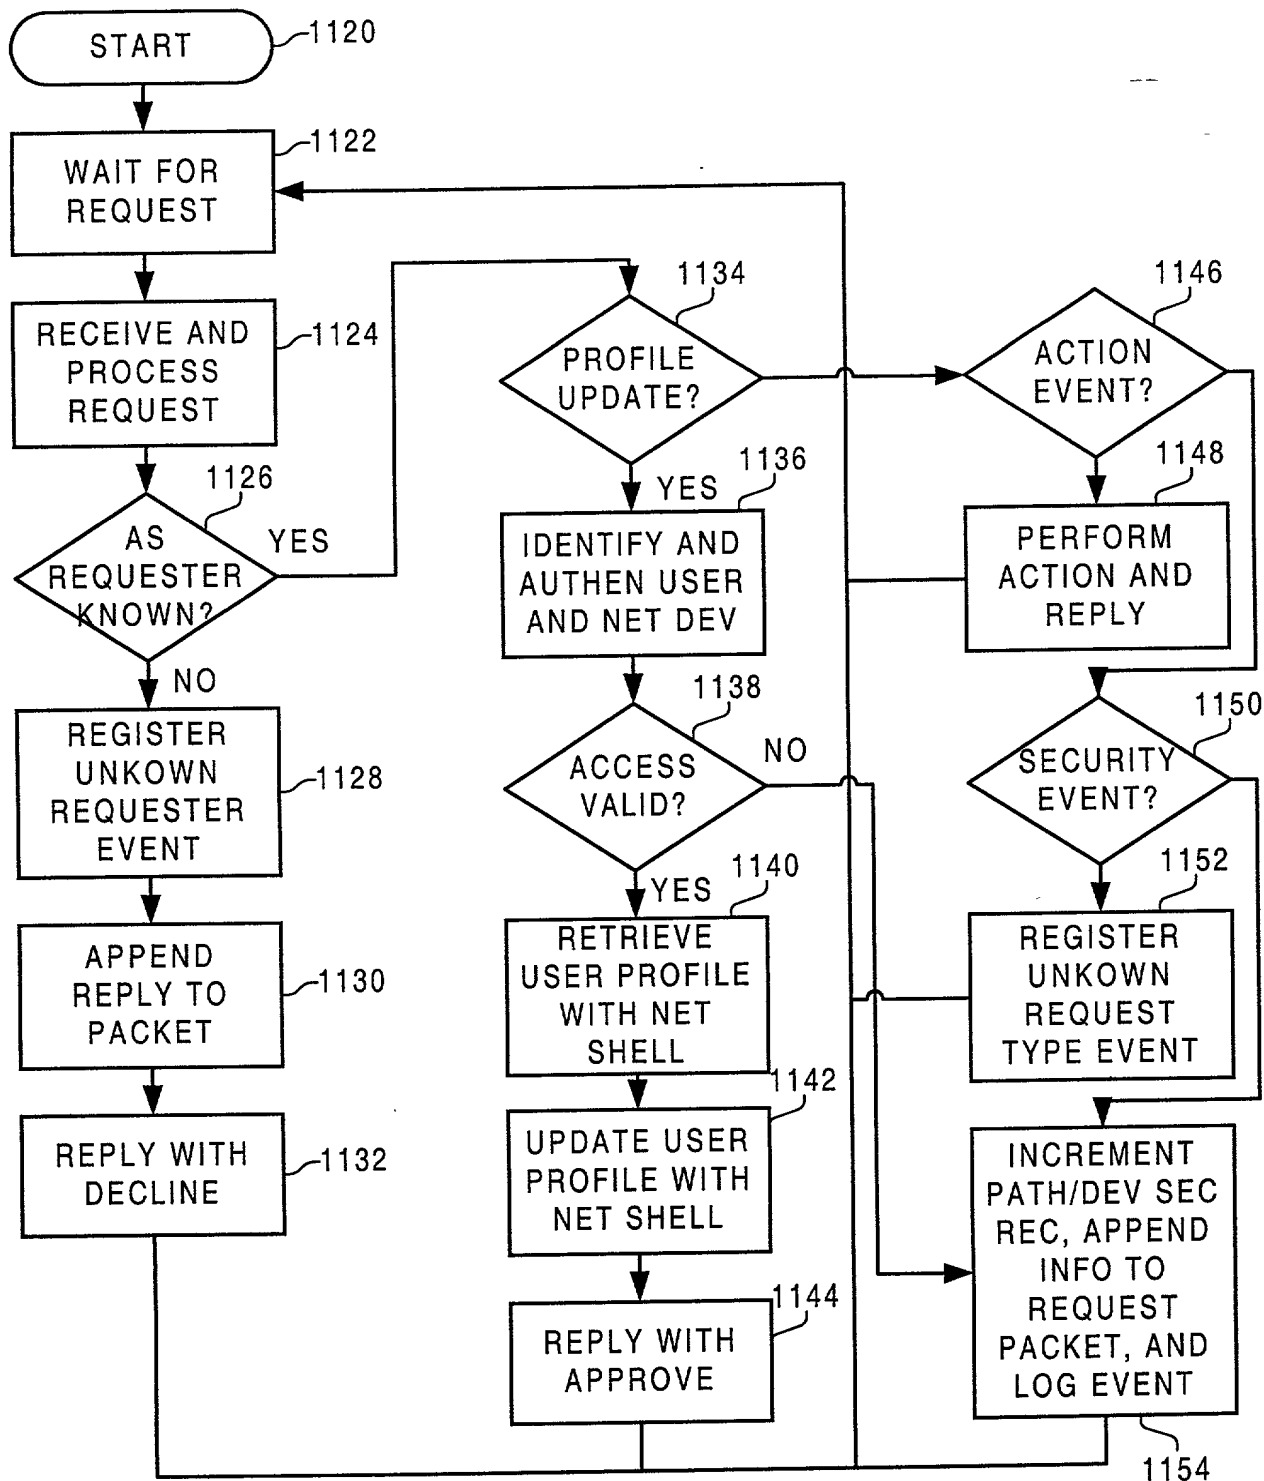 START
1120
WAIT FOR
REQUEST
1122
RECEIVE AND
PROCESS
REQUEST
1124
AS
REQUESTER
KNOWN?
1126
YES
NO
REGISTER
UNKOWN
REQUESTER
EVENT
1128
APPEND
REPLY TO
PACKET
1130
REPLY WITH
DECLINE
1132
PROFILE
UPDATE?
1134
YES
IDENTIFY AND
AUTHEN USER
AND NET DEV
1136
ACCESS
VALID?
1138
NO
YES
RETRIEVE
USER PROFILE
WITH NET
SHELL
1140
UPDATE USER
PROFILE WITH
NET SHELL
1142
REPLY WITH
APPROVE
1144
ACTION
EVENT?
1146
PERFORM
ACTION AND
REPLY
1148
SECURITY
EVENT?
1150
REGISTER
UNKOWN
REQUEST
TYPE EVENT
1152
INCREMENT
PATH/DEV SEC
REC, APPEND
INFO TO
REQUEST
PACKET, AND
LOG EVENT
1154